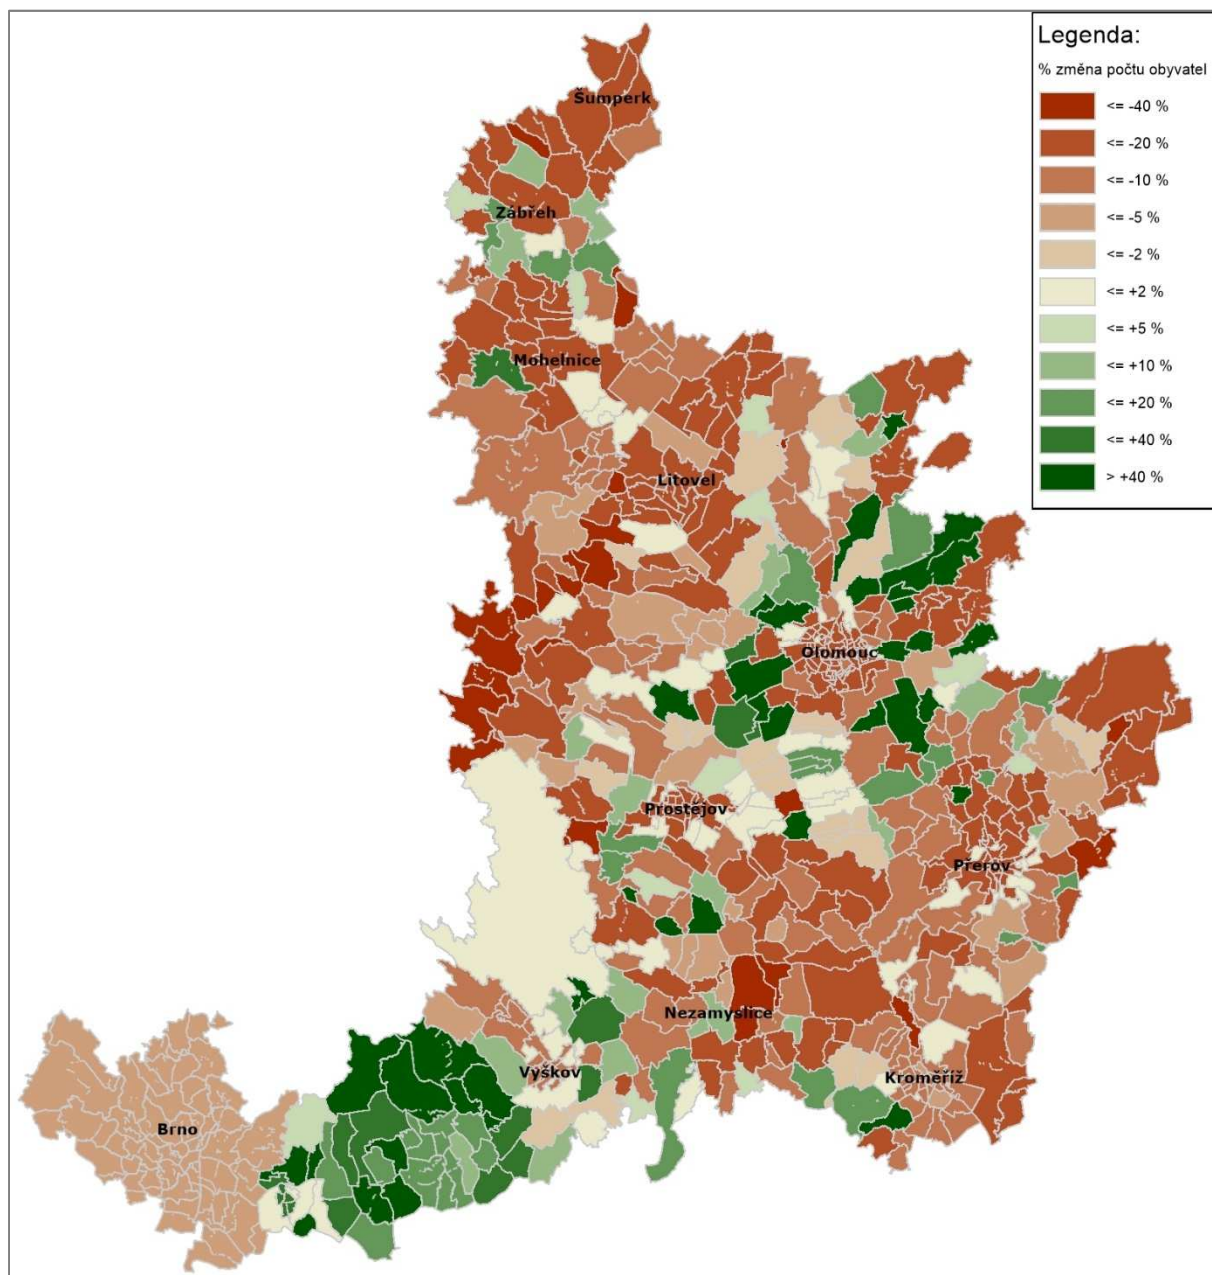 Legenda:
% změna počtu obyvatel
<= -40 %
<= -20 %
<= -10 %
<= -5 %
<= -2 %
<= +2 %
<= +5 %
<= +10 %
<= +20 %
<= +40 %
> +40 %
Šumperk
Zábřeh
Mohelnice
Litovel
Olomouc
Prostějov
Přerov
Nezamyslice
Vyškov
Kroměříž
Brno